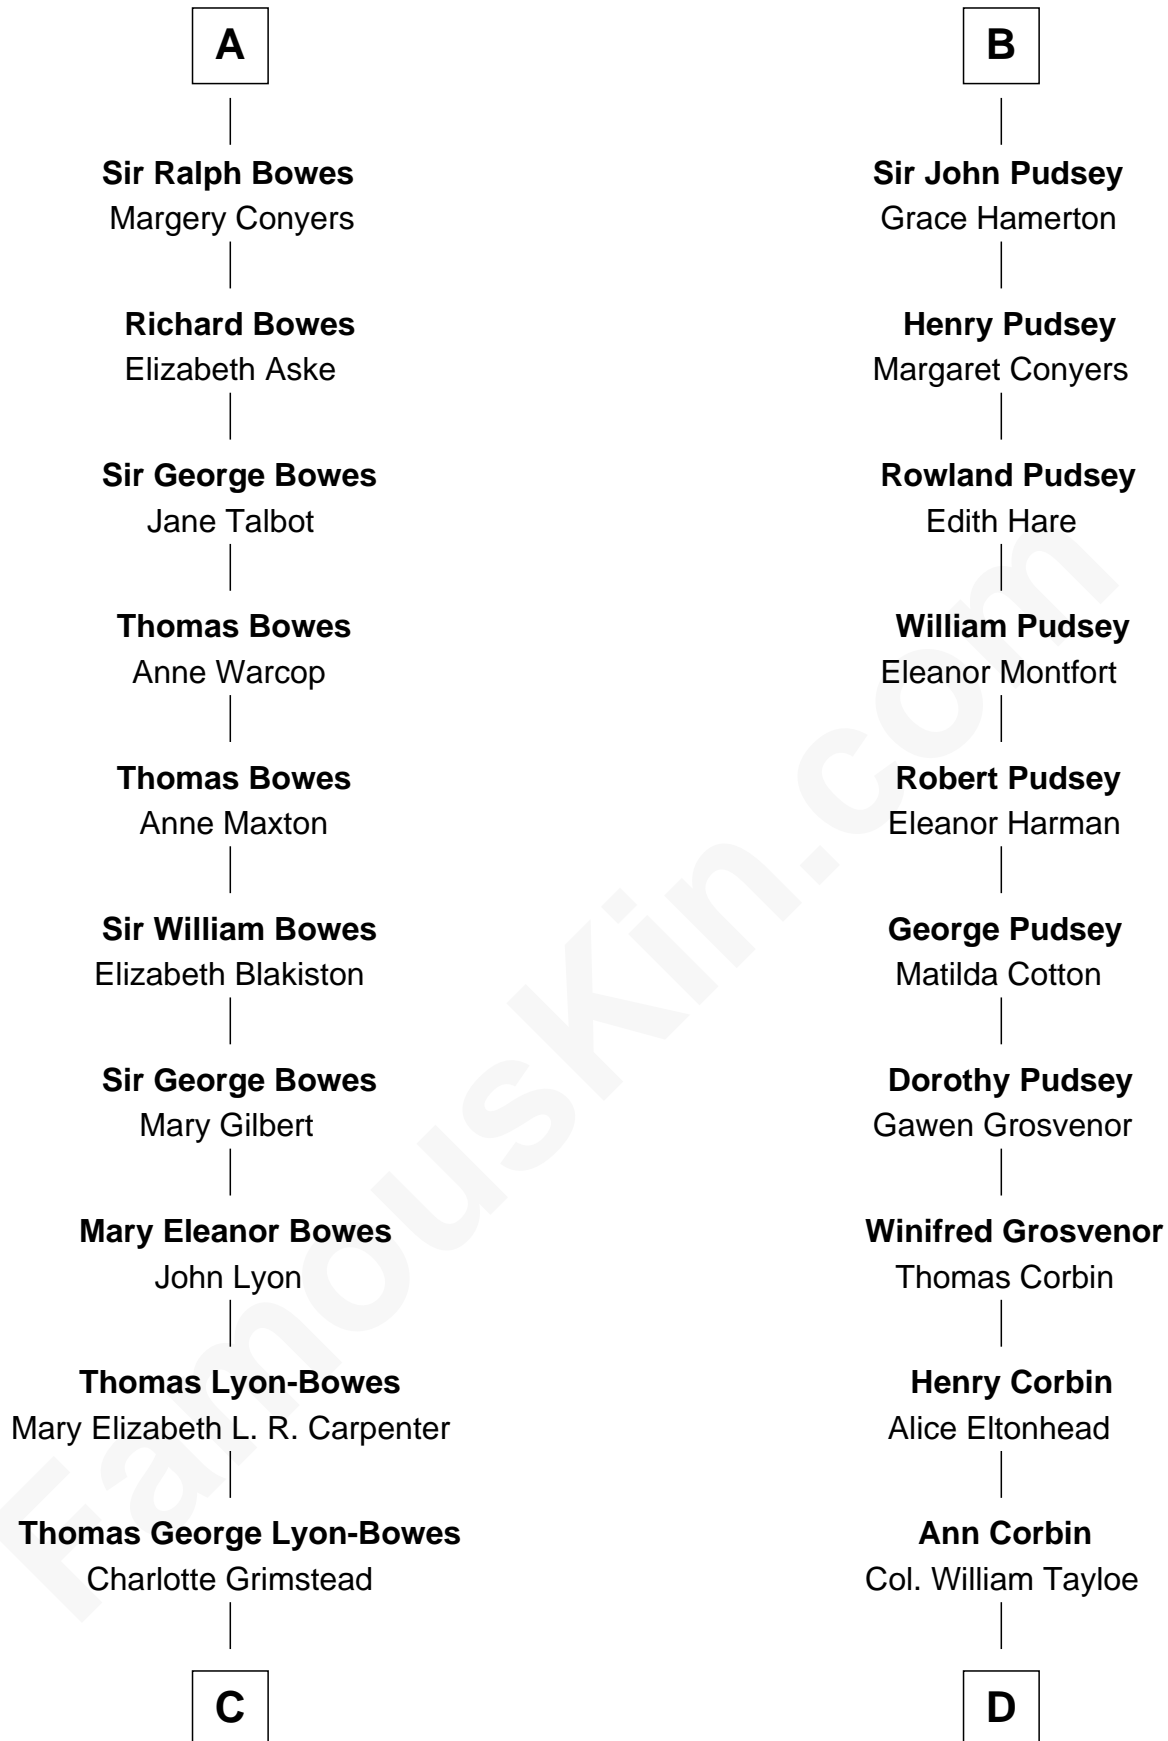 A
Sir Ralph Bowes
Margery Conyers
Richard Bowes
Elizabeth Aske
Sir George Bowes
Jane Talbot
Thomas Bowes
Anne Warcop
Thomas Bowes
Anne Maxton
Sir William Bowes
Elizabeth Blakiston
Sir George Bowes
Mary Gilbert
Mary Eleanor Bowes
John Lyon
Thomas Lyon-Bowes
Mary Elizabeth L. R. Carpenter
Thomas George Lyon-Bowes
Charlotte Grimstead
C
B
Sir John Pudsey
Grace Hamerton
Henry Pudsey
Margaret Conyers
Rowland Pudsey
Edith Hare
William Pudsey
Eleanor Montfort
Robert Pudsey
Eleanor Harman
George Pudsey
Matilda Cotton
Dorothy Pudsey
Gawen Grosvenor
Winifred Grosvenor
Thomas Corbin
Henry Corbin
Alice Eltonhead
Ann Corbin
Col. William Tayloe
D
FamousKin.com